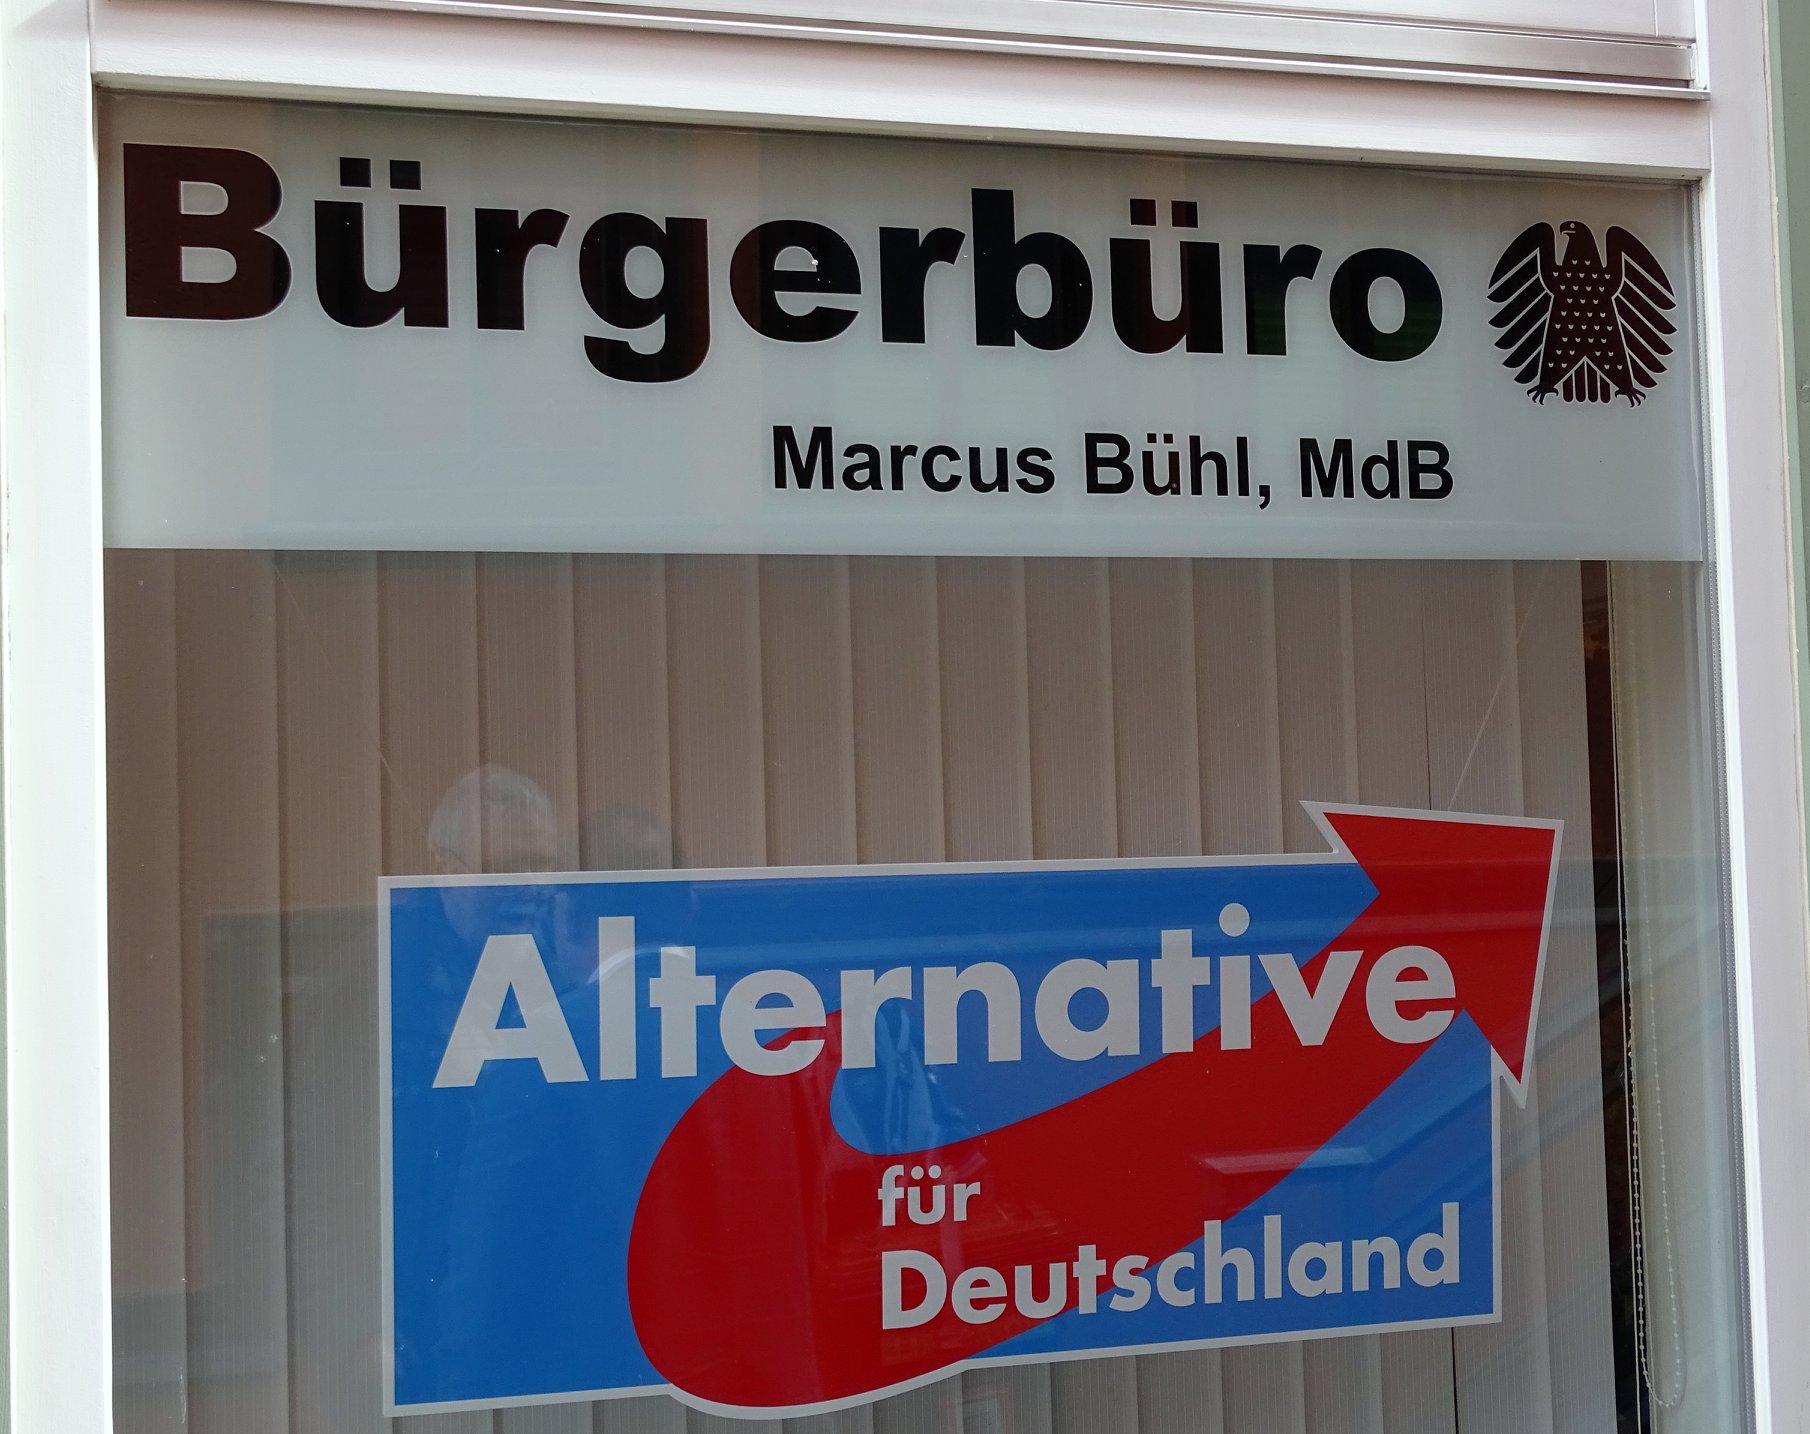 Bürgerbüro
Marcus Bühl, MdB
Alternative
für
Deutschland